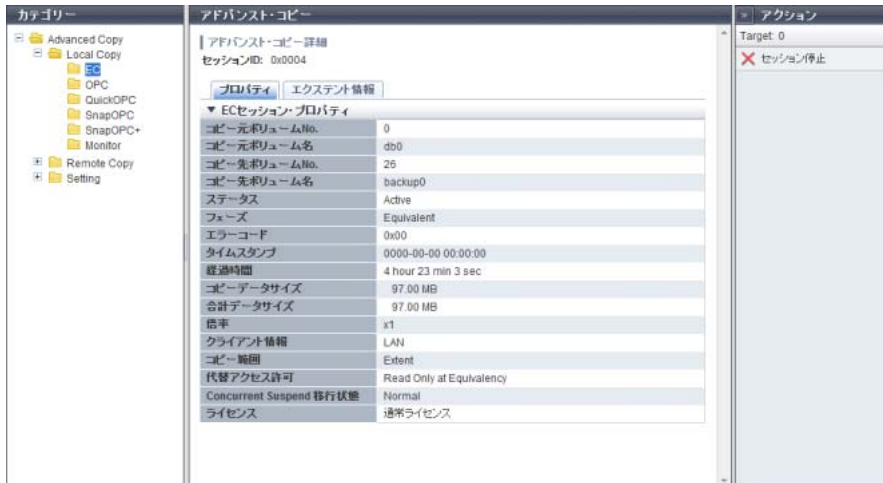 カテゴリー
Advanced Copy
Local Copy
EC
OPC
QuickOPC
SnapOPC
SnapOPC+
Monitor
Remote Copy
Setting
アドバンスト・コピー
アドバンスト・コピー詳細
セッションID: 0x0004
プロパティ エクステント情報
▼ ECセッション・プロパティ
コピー元ボリュームNo. 0
コピー元ボリューム名 db0
コピー先ボリュームNo. 26
コピー先ボリューム名 backup0
ステータス Active
フェーズ Equivalent
エラーコード 0x00
タイムスタンプ 0000-00-00 00:00:00
経過時間 4 hour 23 min 3 sec
コピーデータサイズ 97.00 MB
合計データサイズ 97.00 MB
倍率 x1
クライアント情報 LAN
コピー範囲 Extent
代替アクセス許可 Read Only at Equivalency
Concurrent Suspend 移行状態 Normal
ライセンス 通常ライセンス
» アクション
Target: 0
セッション停止